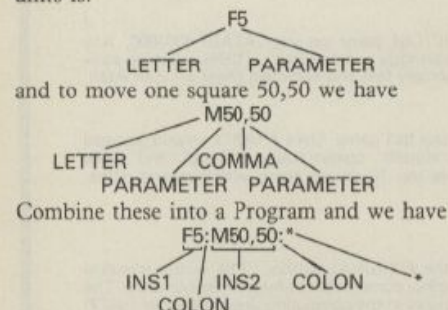 units is:
F5
LETTER PARAMETER
and to move one square 50,50 we have
M50,50
LETTER COMMA
PARAMETER PARAMETER
Combine these into a Program and we have
F5:M50,50:*
INS1 INS2 COLON *
COLON